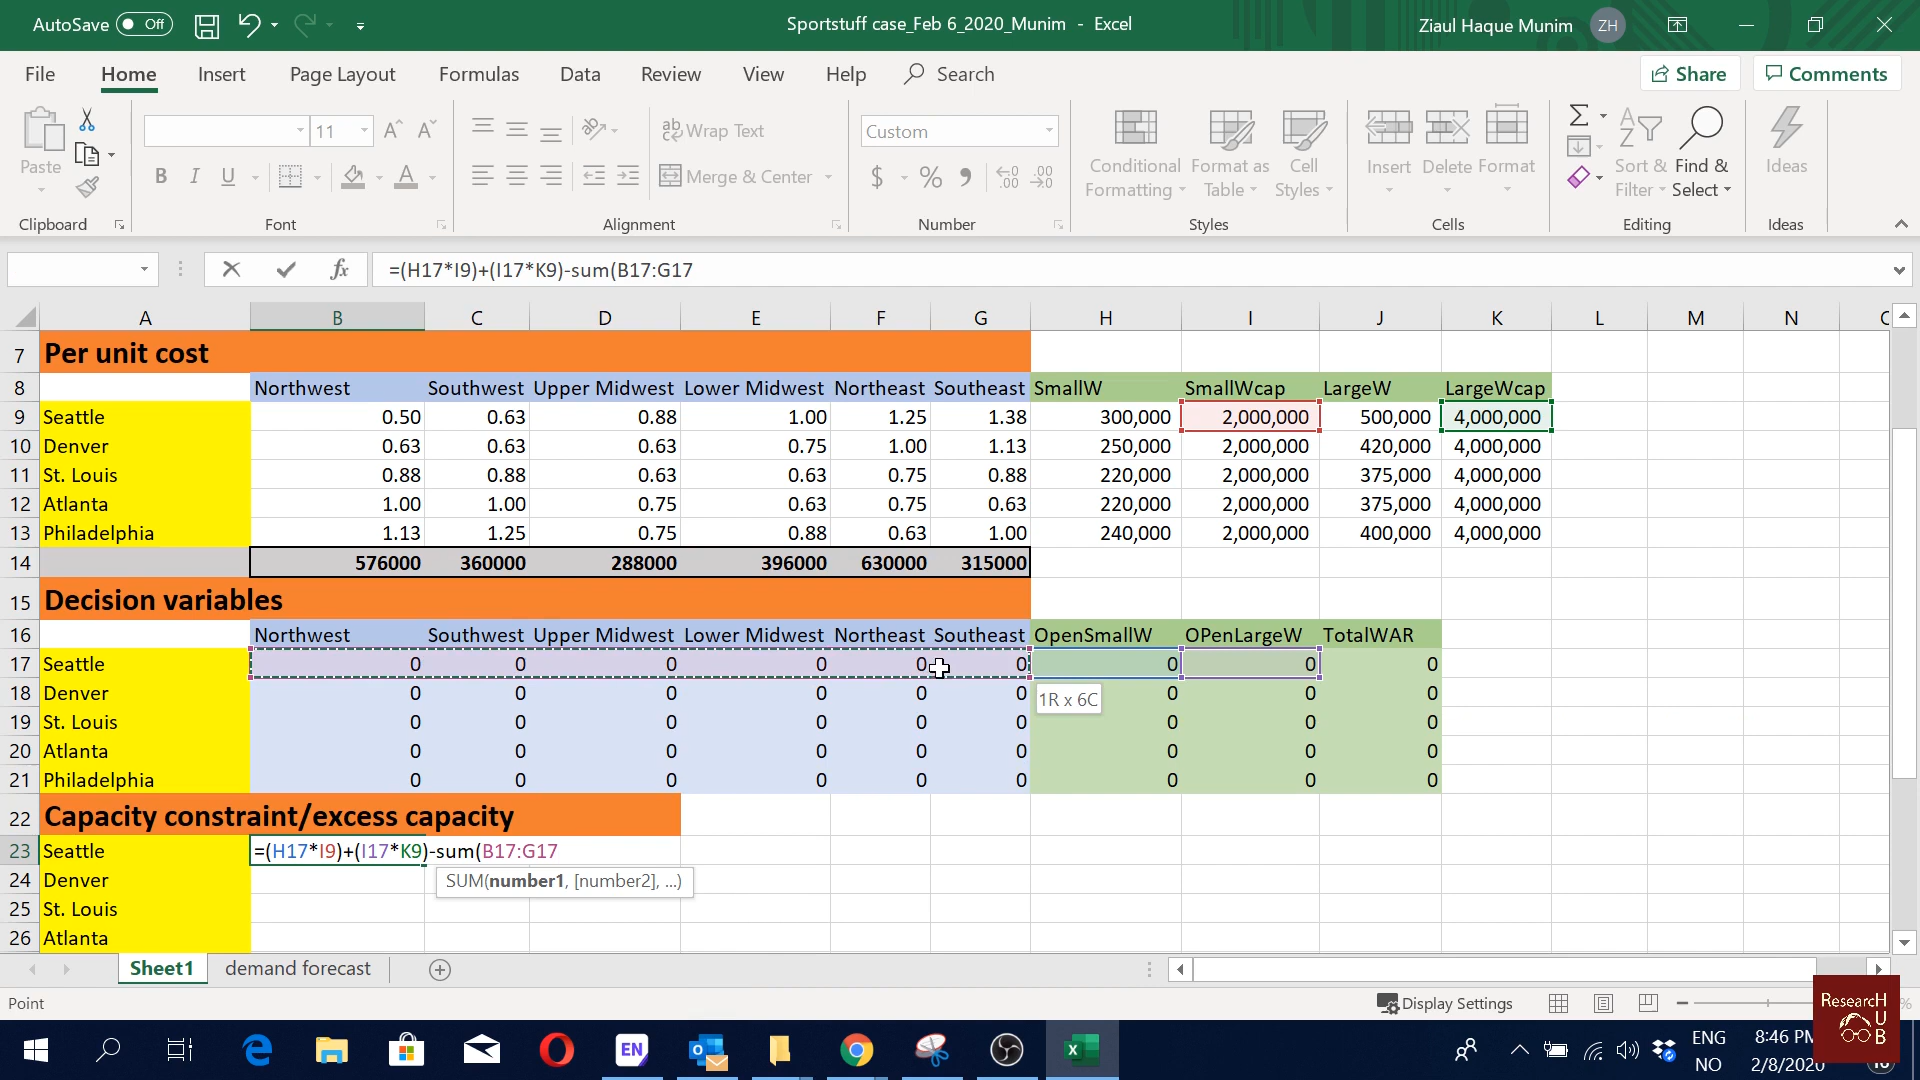 AutoSave Off
Sportstuff case_Feb 6_2020_Munim - Excel
Ziaul Haque Munim ZH
File Home Insert Page Layout Formulas Data Review View Help Search Share Comments
Paste
Clipboard
11
B I U A
Font
Wrap Text
Merge & Center
Alignment
Custom
$ % 9
Number
Conditional Formatting
Format as Table
Cell Styles
Styles
Insert Delete Format
Cells
Sort & Filter
Find & Select
Editing
Ideas
Ideas
fx =(H17*I9)+(I17*K9)-sum(B17:G17
A B C D E F G H I J K L M N
7 Per unit cost
8 Northwest Southwest Upper Midwest Lower Midwest Northeast Southeast SmallW SmallWcap LargeW LargeWcap
9 Seattle 0.50 0.63 0.88 1.00 1.25 1.38 300,000 2,000,000 500,000 4,000,000
10 Denver 0.63 0.63 0.63 0.75 1.00 1.13 250,000 2,000,000 420,000 4,000,000
11 St. Louis 0.88 0.88 0.63 0.63 0.75 0.88 220,000 2,000,000 375,000 4,000,000
12 Atlanta 1.00 1.00 0.75 0.63 0.75 0.63 220,000 2,000,000 375,000 4,000,000
13 Philadelphia 1.13 1.25 0.75 0.88 0.63 1.00 240,000 2,000,000 400,000 4,000,000
14 576000 360000 288000 396000 630000 315000
15 Decision variables
16 Northwest Southwest Upper Midwest Lower Midwest Northeast Southeast OpenSmallW OPenLargeW TotalWAR
17 Seattle 0 0 0 0 0 0 0 0 0
1R x 6C
18 Denver 0 0 0 0 0 0 0 0 0
19 St. Louis 0 0 0 0 0 0 0 0 0
20 Atlanta 0 0 0 0 0 0 0 0 0
21 Philadelphia 0 0 0 0 0 0 0 0 0
22 Capacity constraint/excess capacity
23 Seattle =(H17*I9)+(I17*K9)-sum(B17:G17
SUM(number1, [number2], ...)
24 Denver
25 St. Louis
26 Atlanta
Sheet1 demand forecast
Point
Display Settings
ResearcH
U
B
EN
ENG
NO
8:46 PM
2/8/2020